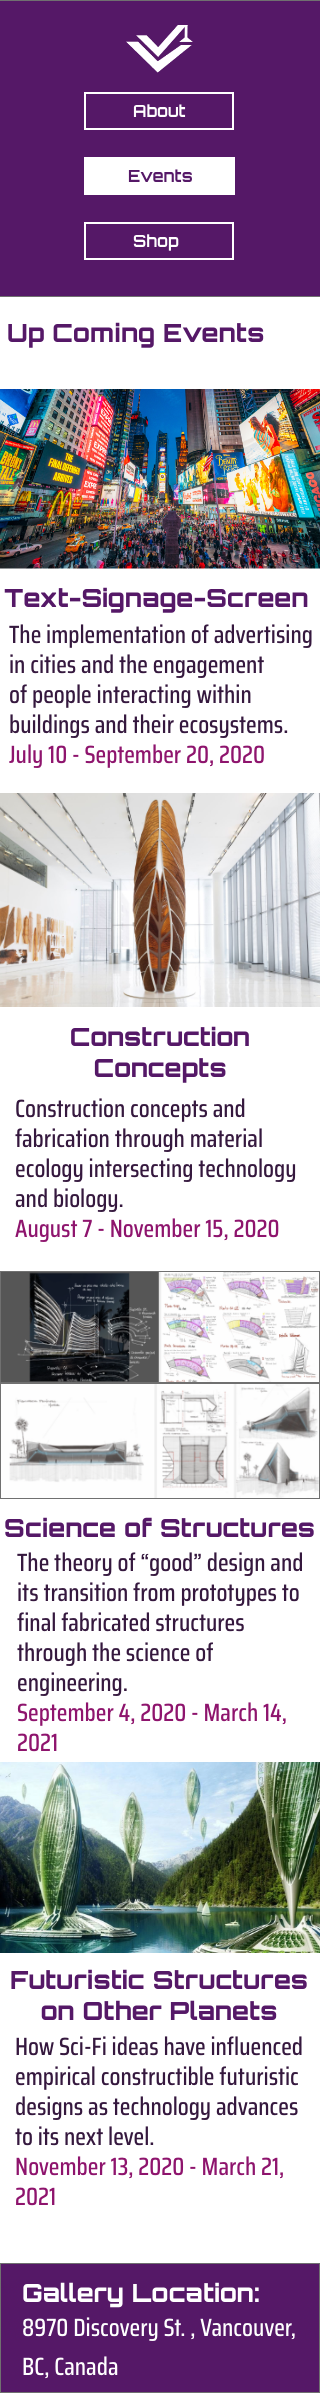 About
Events
Shop
Up Coming Events
Text-Signage-Screen
The implementation of advertising
in cities and the engagement
of people interacting within
buildings and their ecosystems.
July 10 - September 20, 2020
Construction
Concepts
Construction concepts and
fabrication through material
ecology intersecting technology
and biology.
August 7 - November 15, 2020
Science of Structures
The theory of “good” design and
its transition from prototypes to
final fabricated structures
through the science of
engineering.
September 4, 2020 - March 14,
2021
Futuristic Structures
on Other Planets
How Sci-Fi ideas have influenced
empirical constructible futuristic
designs as technology advances
to its next level.
November 13, 2020 - March 21,
2021
Gallery Location:
8970 Discovery St. , Vancouver,
BC, Canada